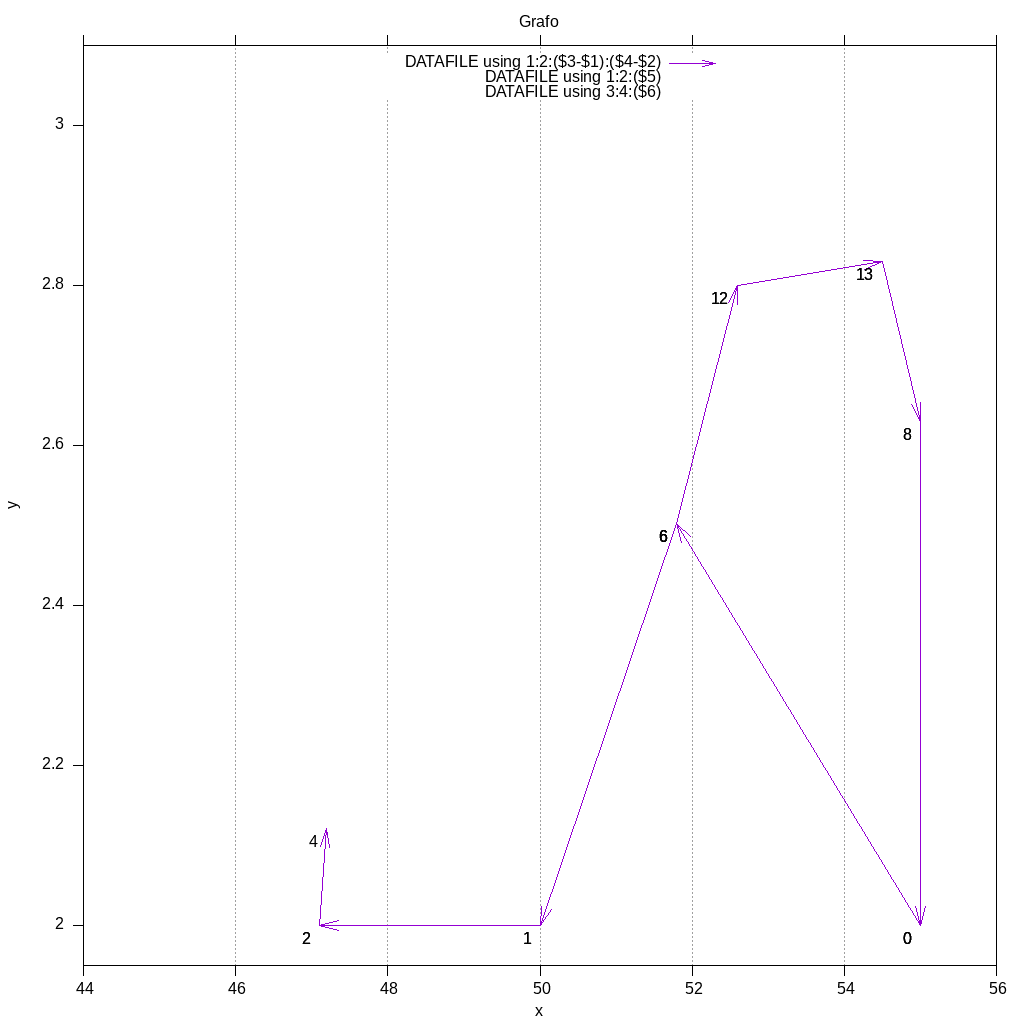 Grafo
DATAFILE using 1:2:($3-$1):($4-$2)
DATAFILE using 1:2:($5)
DATAFILE using 3:4:($6)
3
2.8
2.6
2.4
2.2
2
y
13
12
8
6
4
2
1
0
44 46 48 50 52 54 56
x